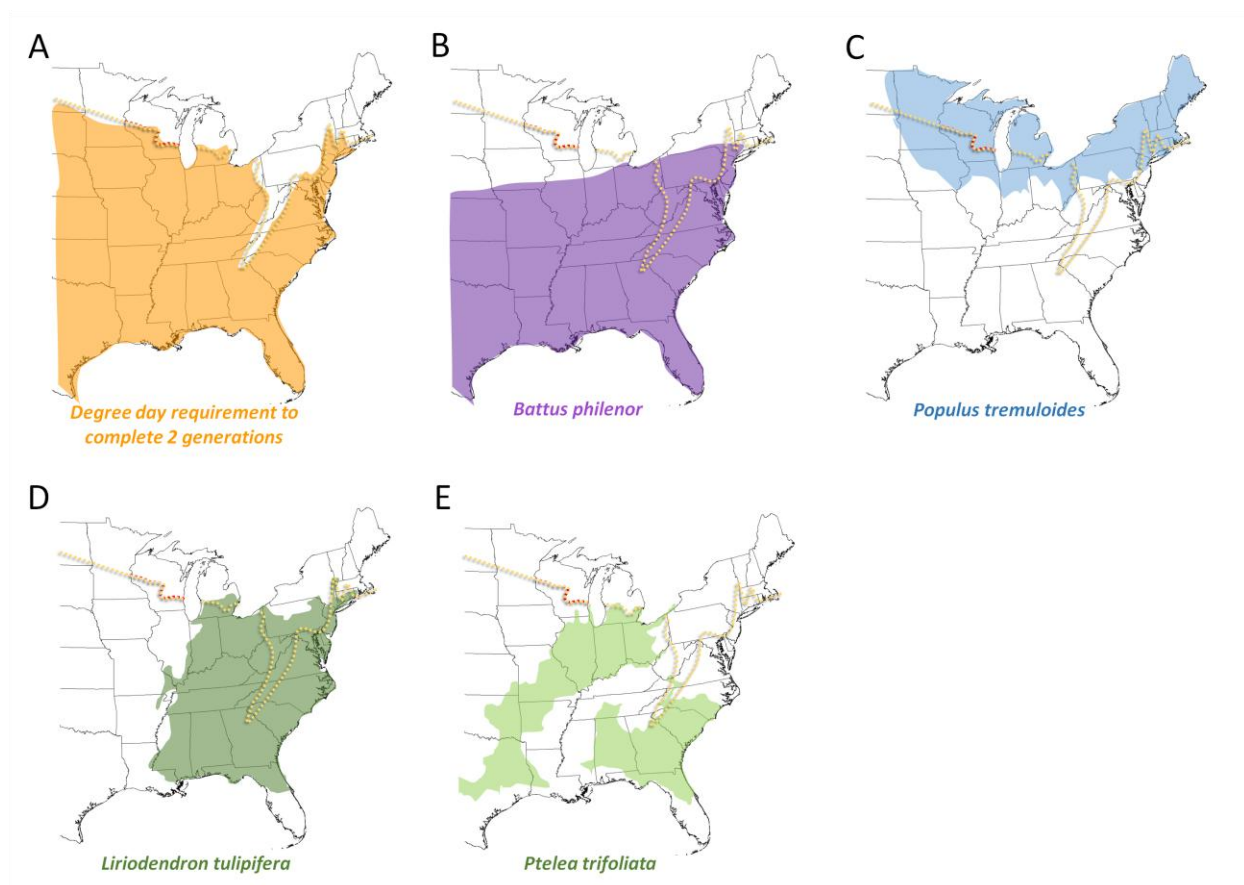 A
B
C
Degree day requirement to
complete 2 generations
Battus philenor
Populus tremuloides
D
E
Liriodendron tulipifera
Ptelea trifoliata